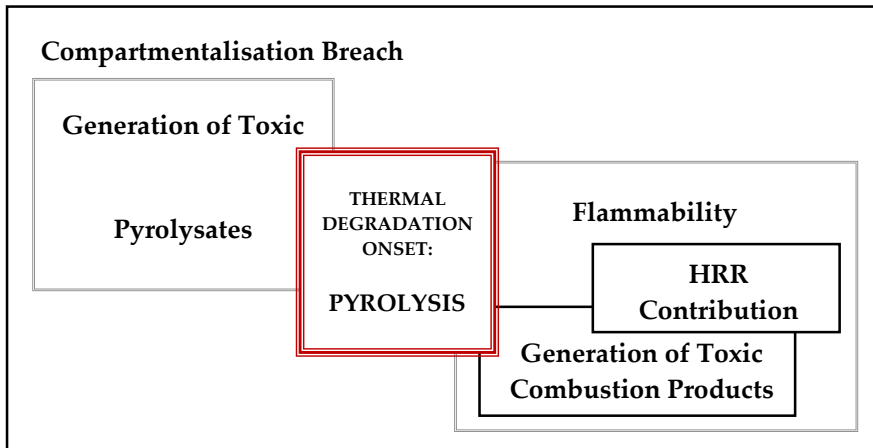 Compartmentalisation Breach
Generation of Toxic
Pyrolysates
THERMAL
DEGRADATION
ONSET:
PYROLYSIS
Flammability
HRR
Contribution
Generation of Toxic
Combustion Products